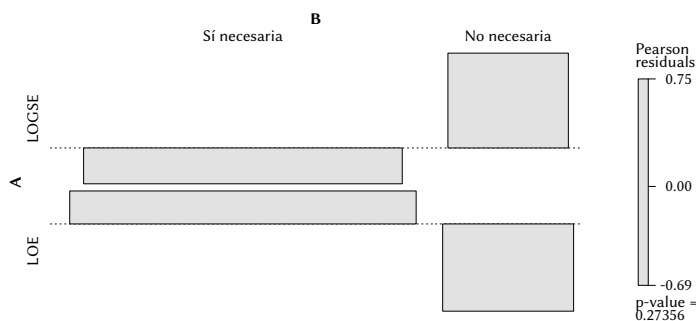 B
Sí necesaria No necesaria
Pearson
residuals
0.75
0.00
-0.69
p-value =
0.27356
A
LOGSE
LOE